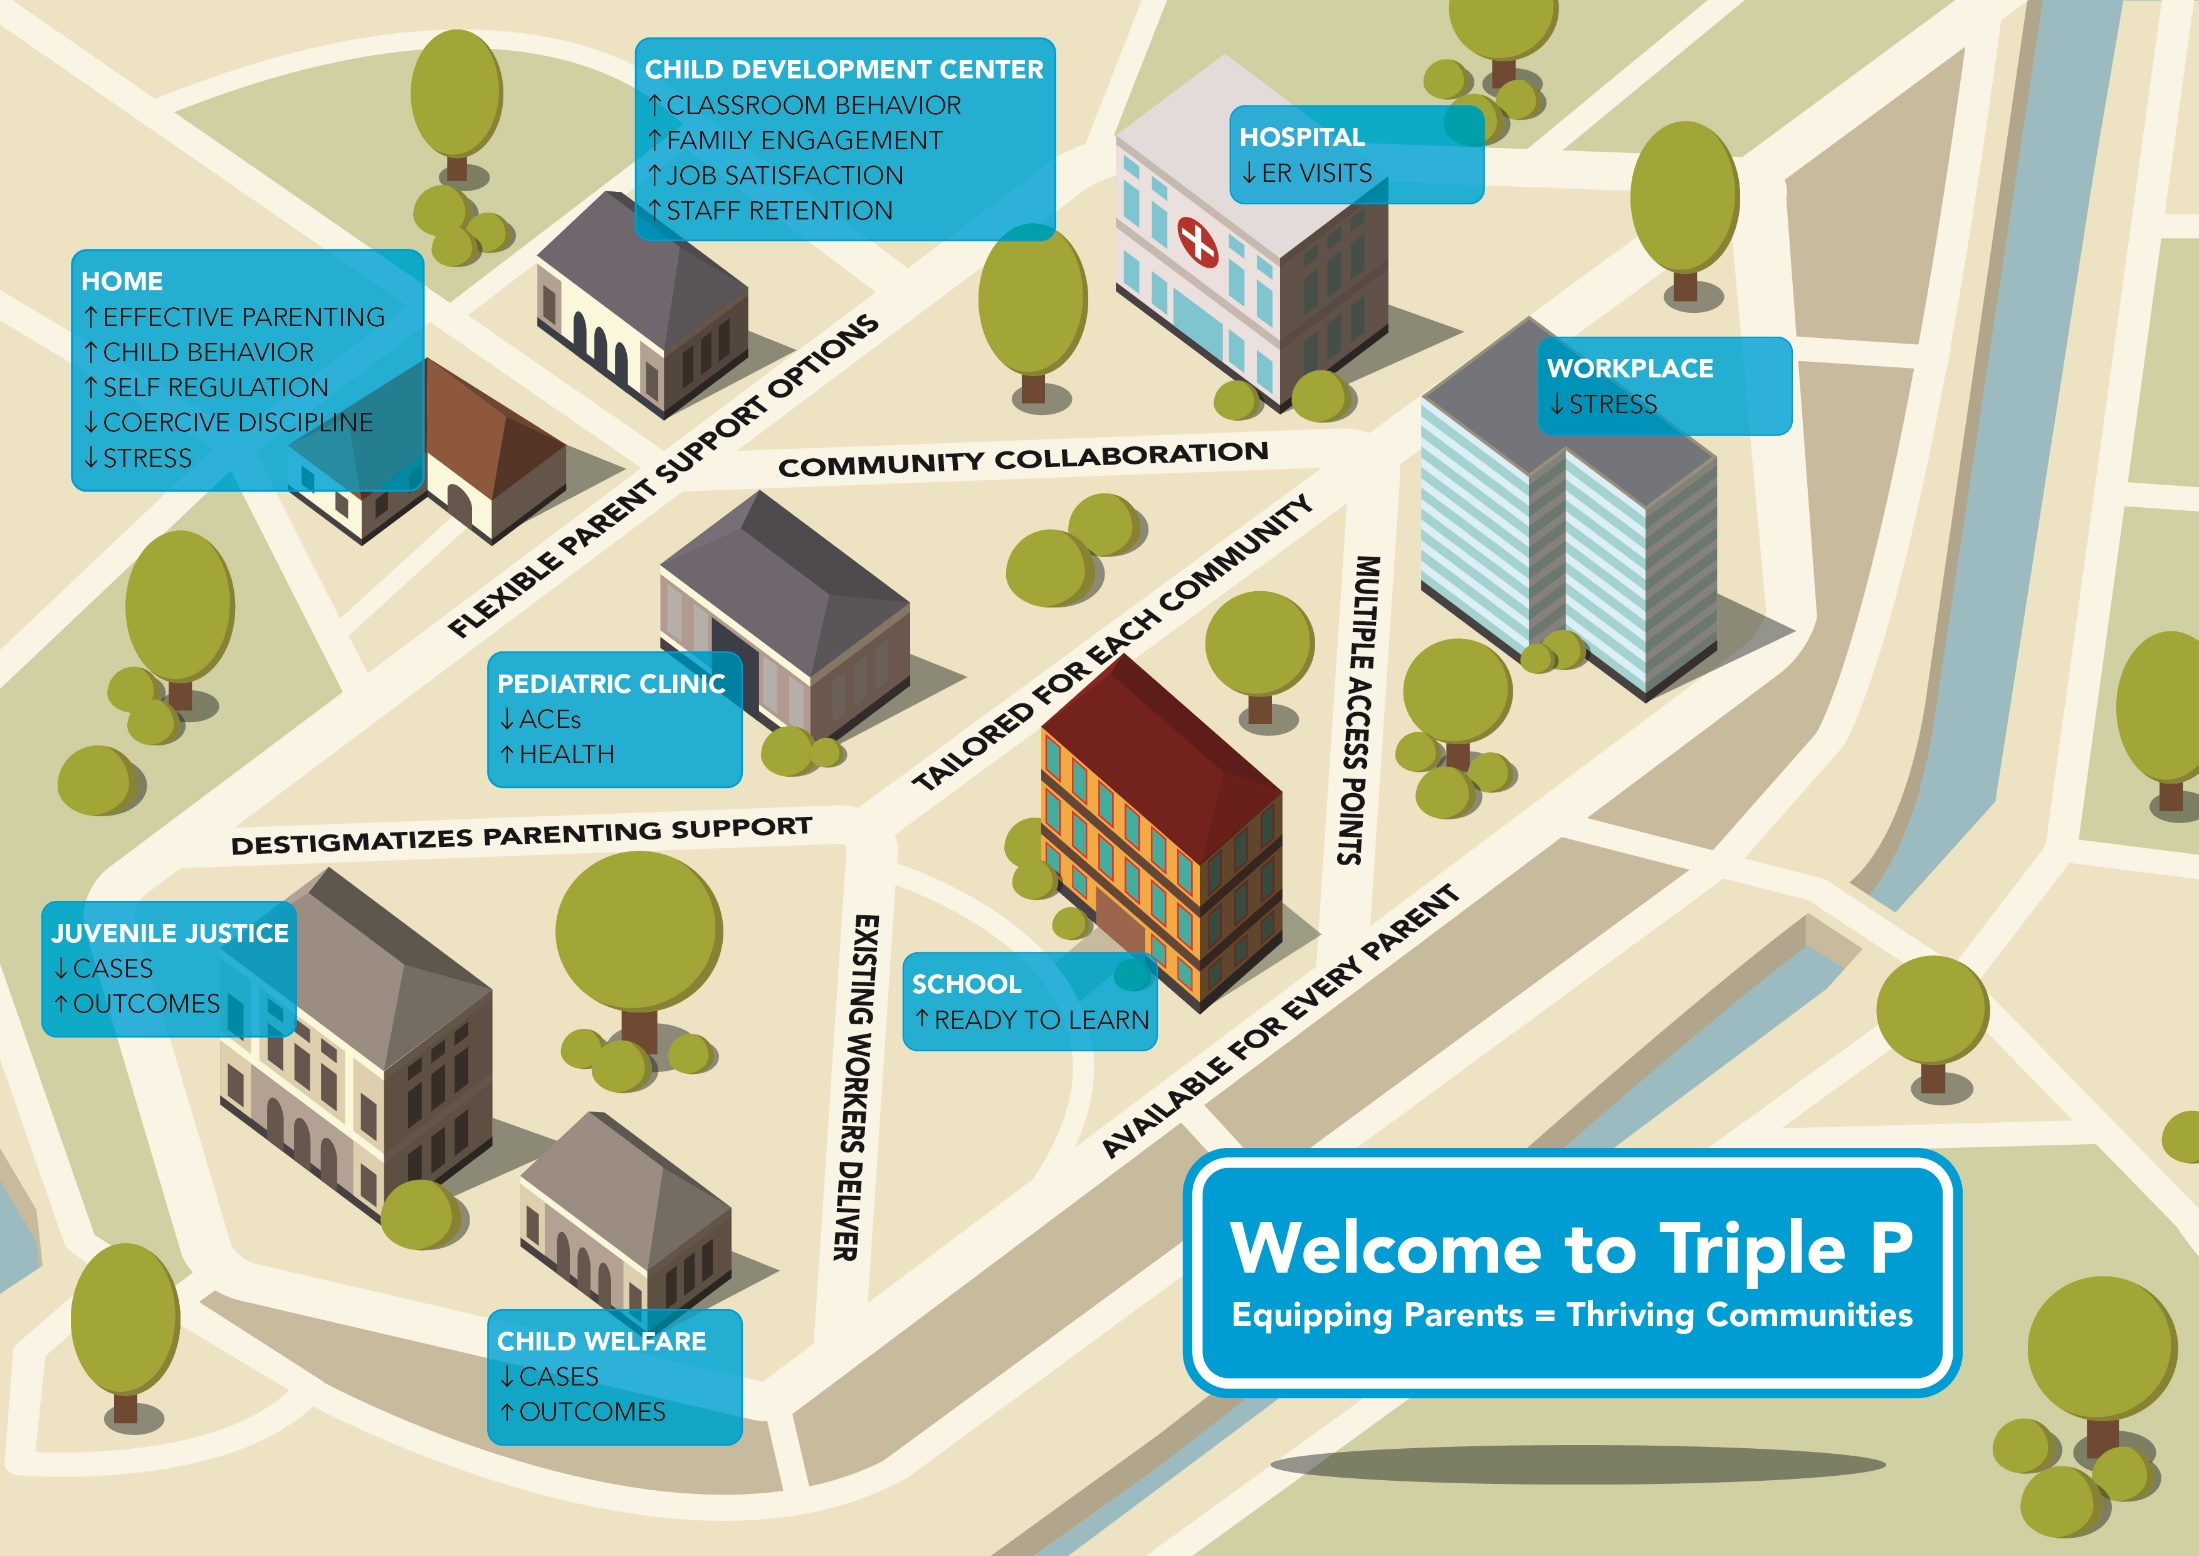 CHILD DEVELOPMENT CENTER
↑ CLASSROOM BEHAVIOR
↑ FAMILY ENGAGEMENT
↑ JOB SATISFACTION
↑ STAFF RETENTION
HOSPITAL
↓ ER VISITS
HOME
↑ EFFECTIVE PARENTING
↑ CHILD BEHAVIOR
↑ SELF REGULATION
↓ COERCIVE DISCIPLINE
↓ STRESS
WORKPLACE
↓ STRESS
FLEXIBLE PARENT SUPPORT OPTIONS
COMMUNITY COLLABORATION
TAILORED FOR EACH COMMUNITY
MULTIPLE ACCESS POINTS
PEDIATRIC CLINIC
↓ ACEs
↑ HEALTH
DESTIGMATIZES PARENTING SUPPORT
JUVENILE JUSTICE
↓ CASES
↑ OUTCOMES
EXISTING WORKERS DELIVER
SCHOOL
↑ READY TO LEARN
AVAILABLE FOR EVERY PARENT
CHILD WELFARE
↓ CASES
↑ OUTCOMES
Welcome to Triple P
Equipping Parents = Thriving Communities